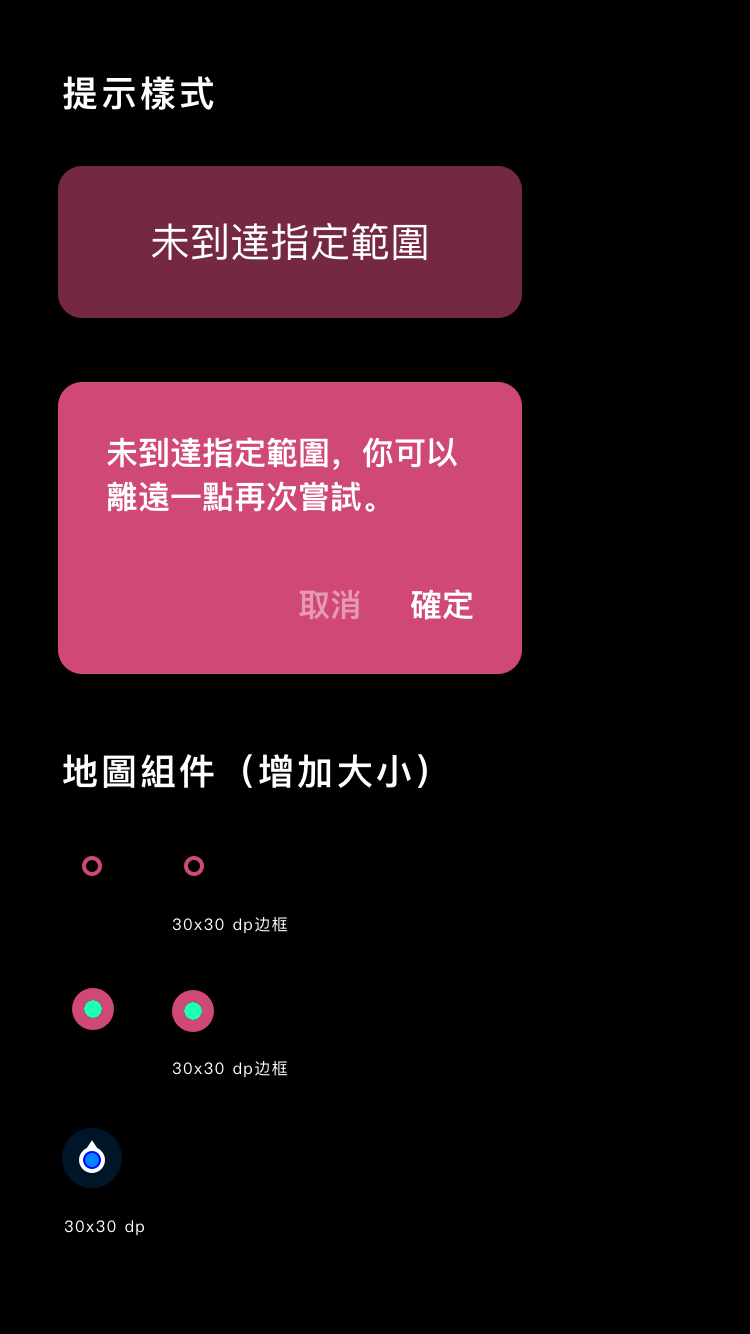 提示樣式
未到達指定範圍
未到達指定範圍，你可以
離遠一點再次嘗試。
取消 確定
地圖組件（增加大小）
30x30 dp边框
30x30 dp边框
30x30 dp